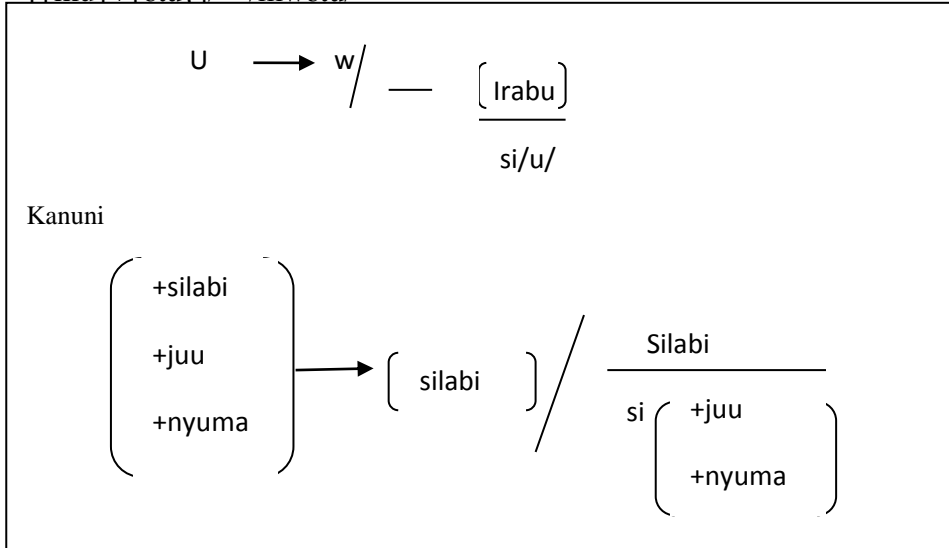 U → w / — [Irabu]
si/u/
Kanuni
+silabi
+juu
+nyuma
→ [silabi] /
Silabi
si
+juu
+nyuma